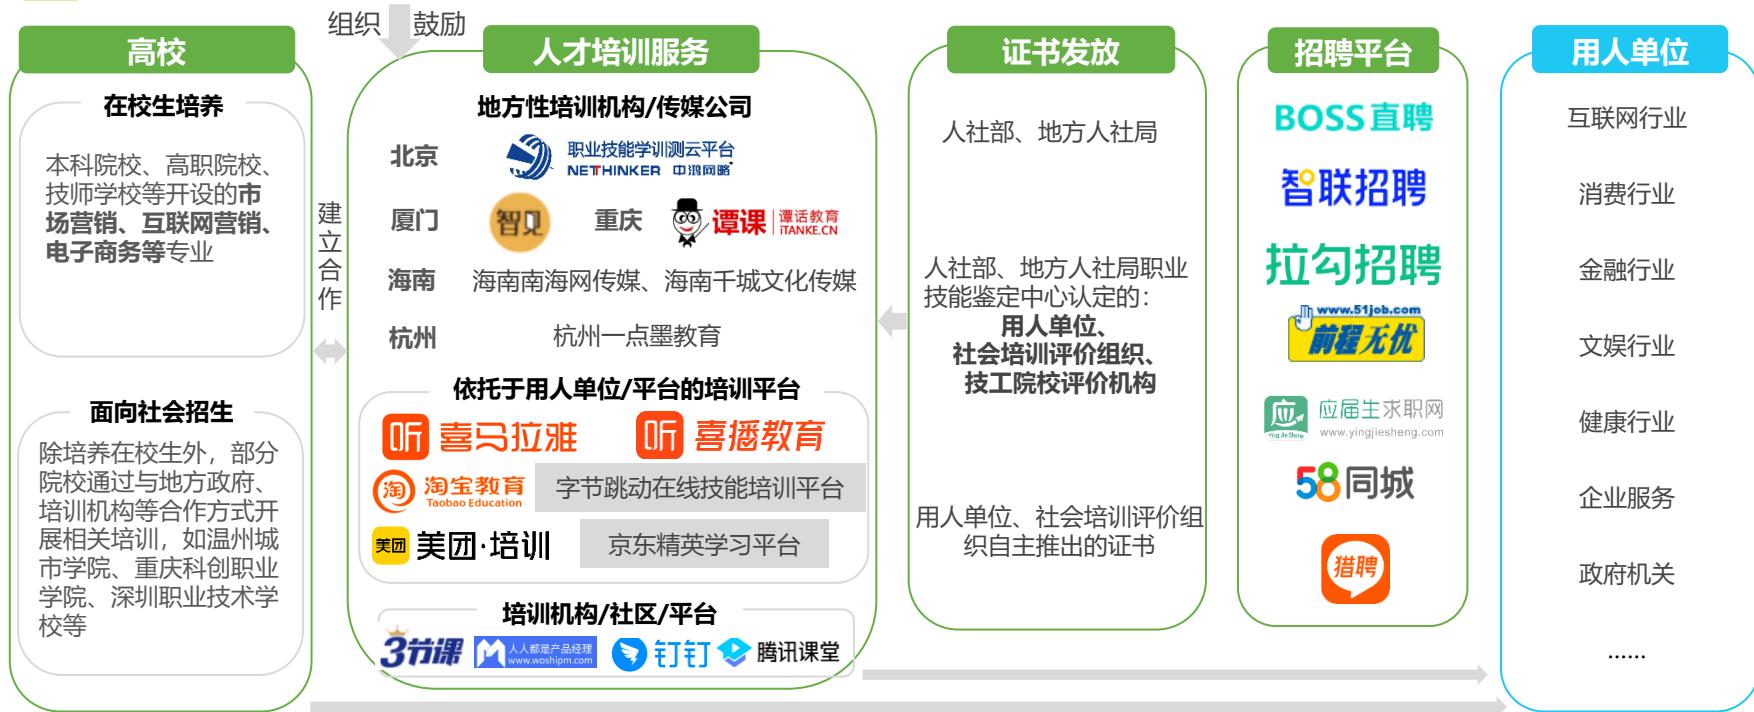 组织 鼓励
高校
在校生培养
本科院校、高职院校、
技师学校等开设的市
场营销、互联网营销、
电子商务等专业
面向社会招生
除培养在校生外，部分
院校通过与地方政府、
培训机构等合作方式开
展相关培训，如温州城
市学院、重庆科创职业
学院、深圳职业技术学
校等
建
立
合
作
人才培训服务
地方性培训机构/传媒公司
北京
职业技能学训测云平台
NETHINKER 中鸿网略
厦门
智见
重庆
谭课 谭话教育
iTANKE.CN
海南
海南南海网传媒、海南千城文化传媒
杭州
杭州一点墨教育
依托于用人单位/平台的培训平台
听 喜马拉雅
听 喜播教育
淘 淘宝教育
Taobao Education
字节跳动在线技能培训平台
美团 美团·培训
京东精英学习平台
培训机构/社区/平台
3节课
人人都是产品经理
www.woshipm.com
钉钉
腾讯课堂
证书发放
人社部、地方人社局
人社部、地方人社局职业
技能鉴定中心认定的：
用人单位、
社会培训评价组织、
技工院校评价机构
用人单位、社会培训评价组
织自主推出的证书
招聘平台
BOSS直聘
智联招聘
拉勾招聘
www.51job.com
前程无忧
应 应届生求职网
Ying Jie Sheng www.yingjiesheng.com
58同城
猎聘
用人单位
互联网行业
消费行业
金融行业
文娱行业
健康行业
企业服务
政府机关
......